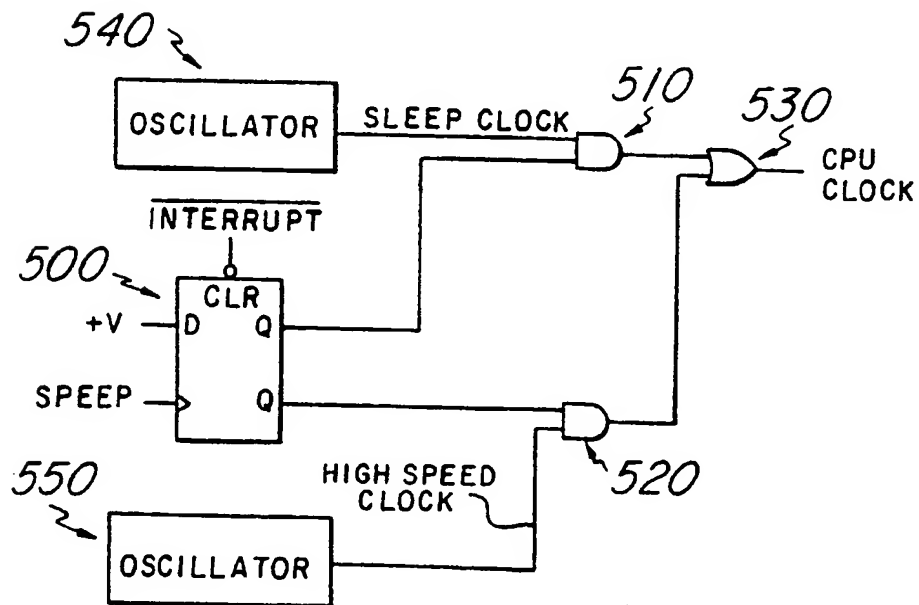 540
OSCILLATOR
SLEEP CLOCK
510
530
CPU
CLOCK
INTERRUPT
500
CLR
+V
D
Q
SPEEP
Q
520
550
HIGH SPEED
CLOCK
OSCILLATOR